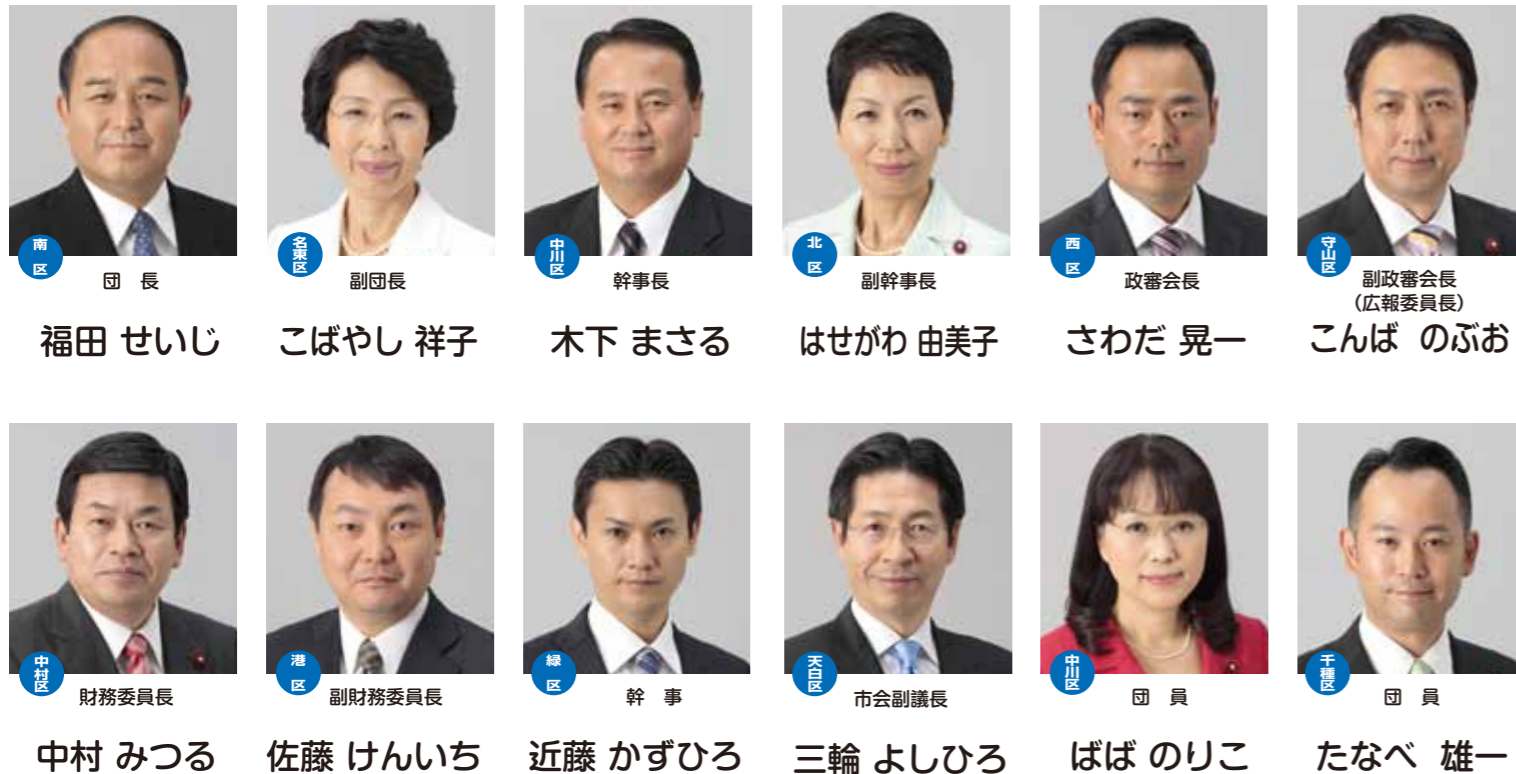 南区
団 長
福田 せいじ
名東区
副団長
こばやし 祥子
中川区
幹事長
木下 まさる
北区
副幹事長
はせがわ 由美子
西区
政審会長
さわだ 晃一
守山区
副政審会長
（広報委員長）
こんば のぶお
中村区
財務委員長
中村 みつる
港区
副財務委員長
佐藤 けんいち
緑区
幹 事
近藤 かずひろ
天白区
市会副議長
三輪 よしひろ
中川区
団 員
ばば のりこ
千種区
団 員
たなべ 雄一